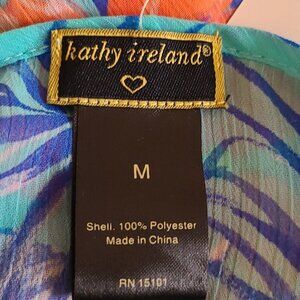 kathy ireland®
M
Shell. 100% Polyester
Made in China
RN 15101